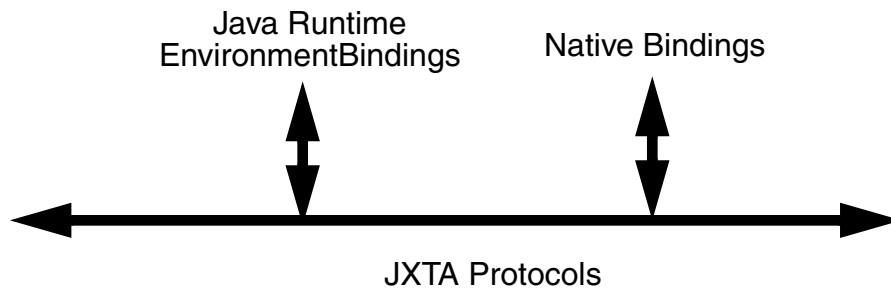 Java Runtime
EnvironmentBindings
Native Bindings
JXTA Protocols